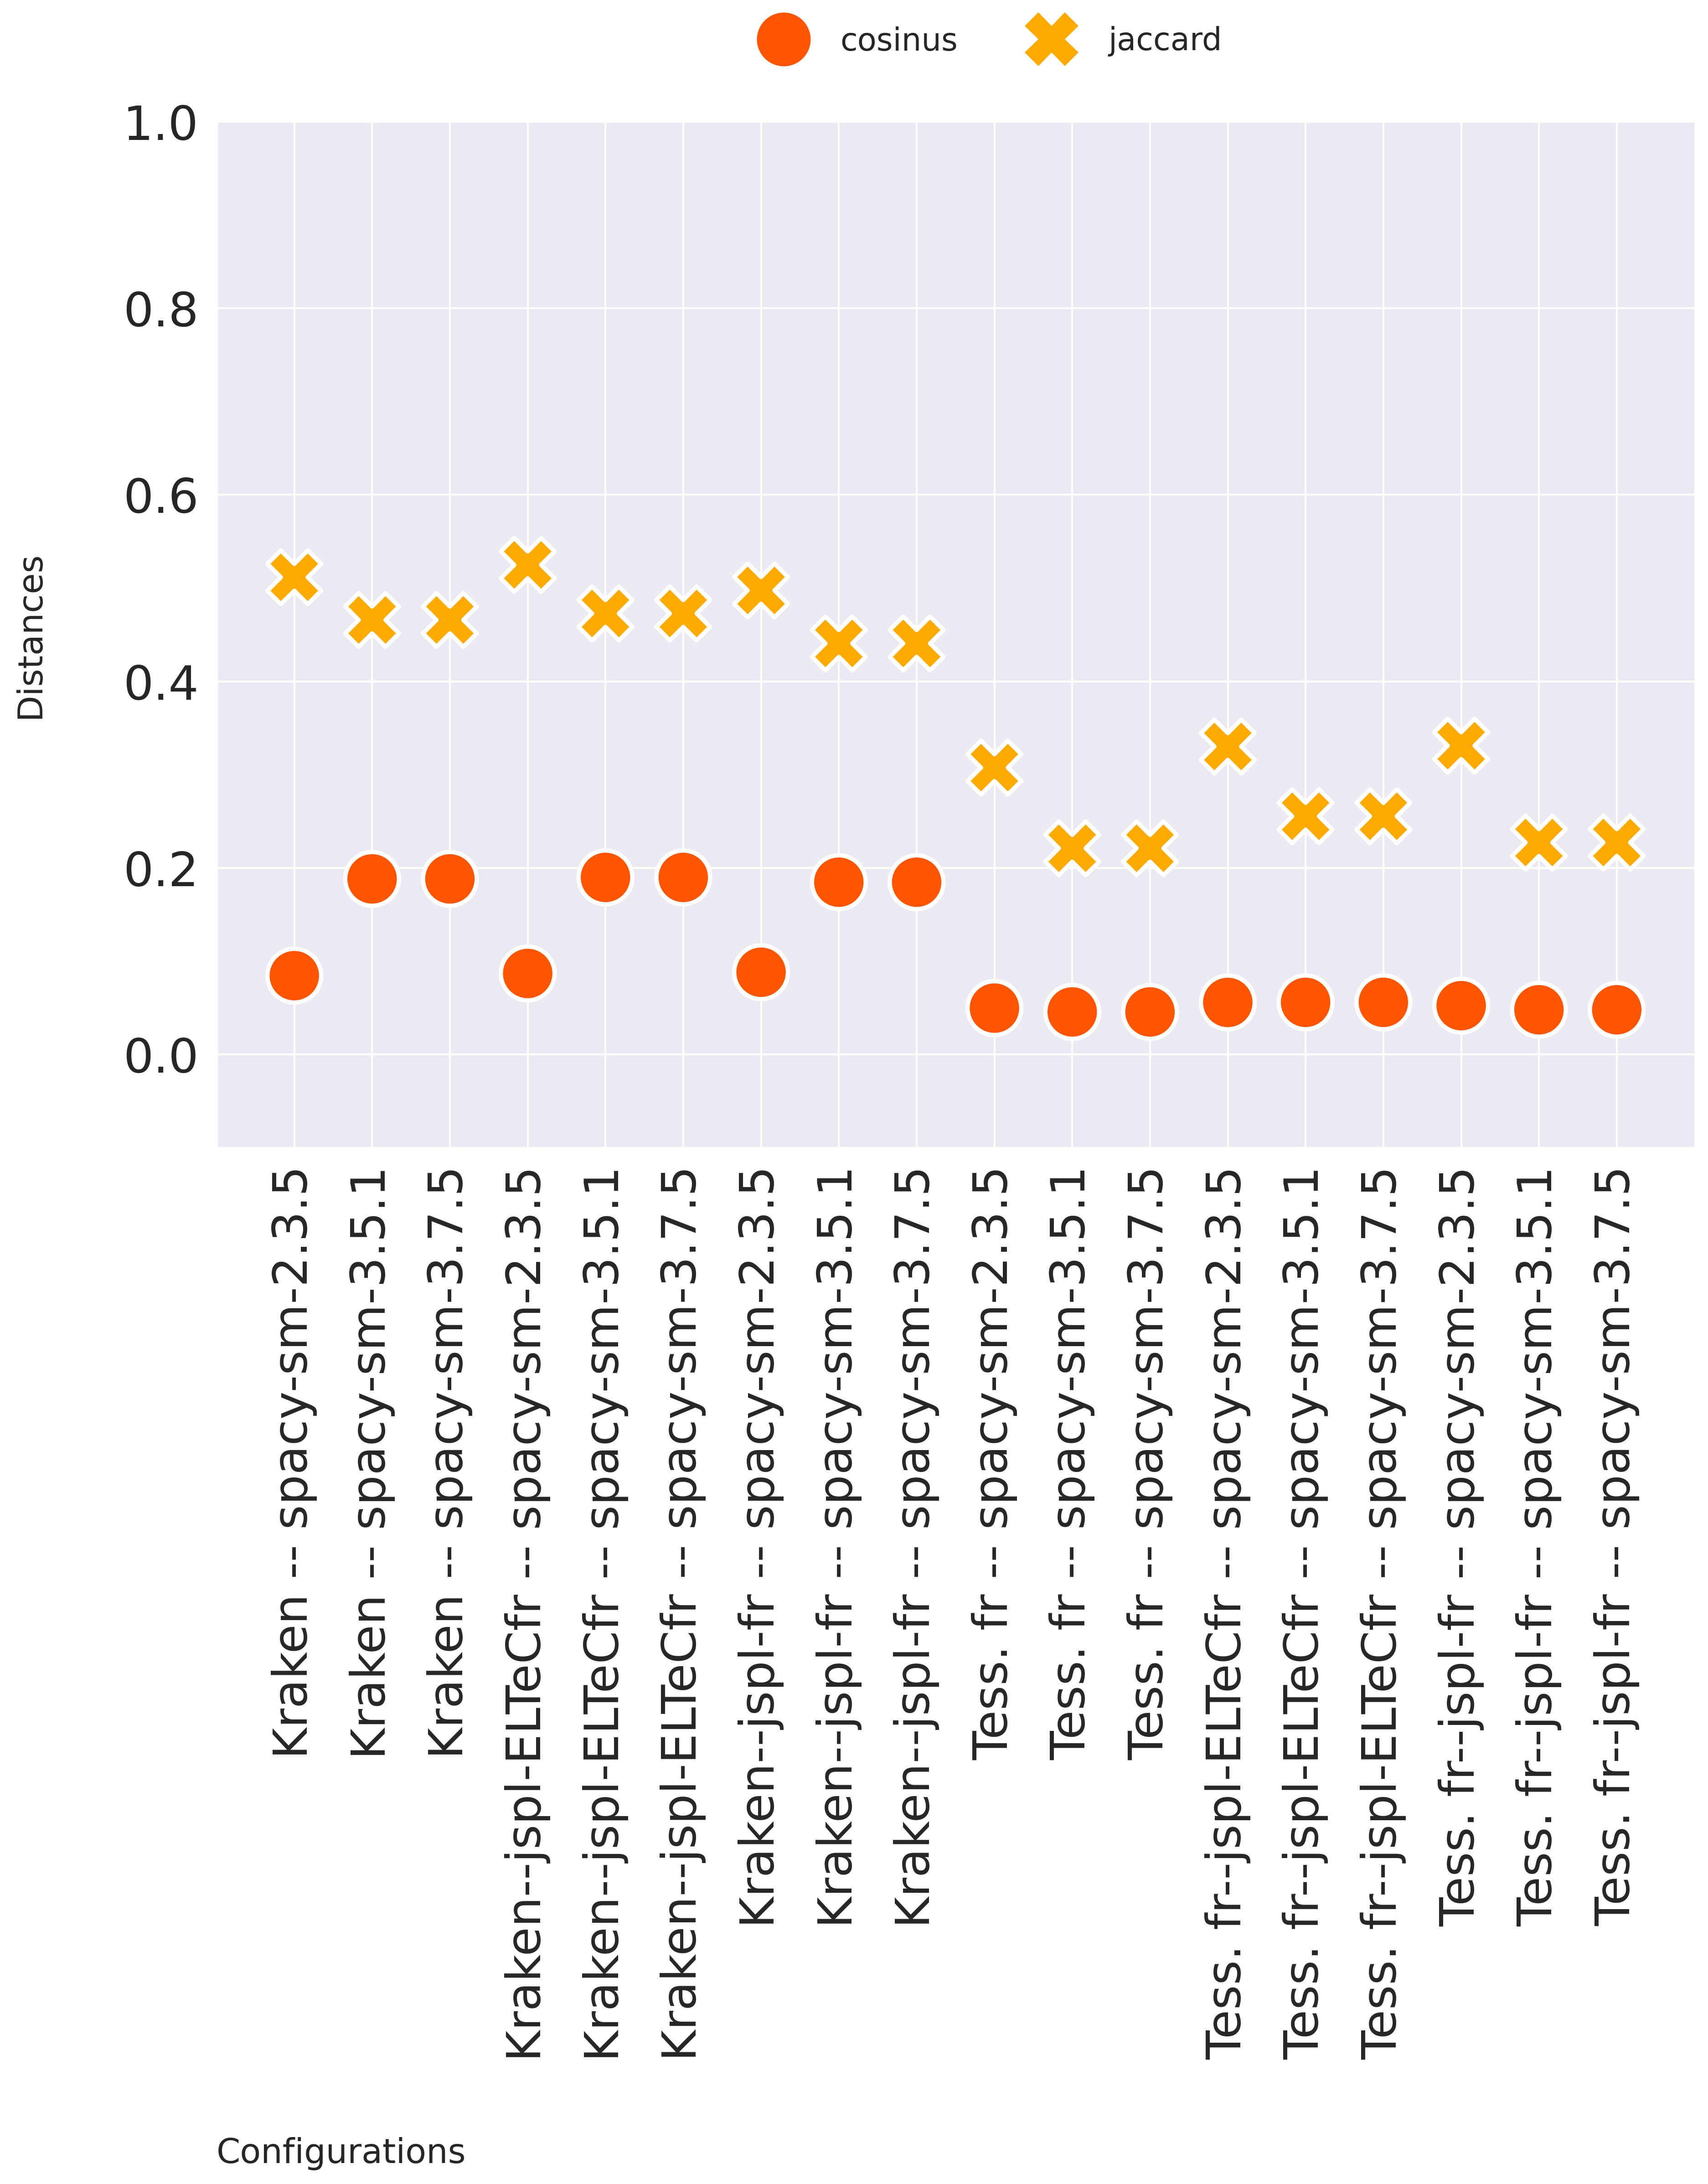 cosinus
jaccard
1.0
0.8
0.6
0.4
0.2
0.0
Distances
Kraken -- spacy-sm-2.3.5
Kraken -- spacy-sm-3.5.1
Kraken -- spacy-sm-3.7.5
Kraken--jspl-ELTeCfr -- spacy-sm-2.3.5
Kraken--jspl-ELTeCfr -- spacy-sm-3.5.1
Kraken--jspl-ELTeCfr -- spacy-sm-3.7.5
Kraken--jspl-fr -- spacy-sm-2.3.5
Kraken--jspl-fr -- spacy-sm-3.5.1
Kraken--jspl-fr -- spacy-sm-3.7.5
Tess. fr -- spacy-sm-2.3.5
Tess. fr -- spacy-sm-3.5.1
Tess. fr -- spacy-sm-3.7.5
Tess. fr--jspl-ELTeCfr -- spacy-sm-2.3.5
Tess. fr--jspl-ELTeCfr -- spacy-sm-3.5.1
Tess. fr--jspl-ELTeCfr -- spacy-sm-3.7.5
Tess. fr--jspl-fr -- spacy-sm-2.3.5
Tess. fr--jspl-fr -- spacy-sm-3.5.1
Tess. fr--jspl-fr -- spacy-sm-3.7.5
Configurations